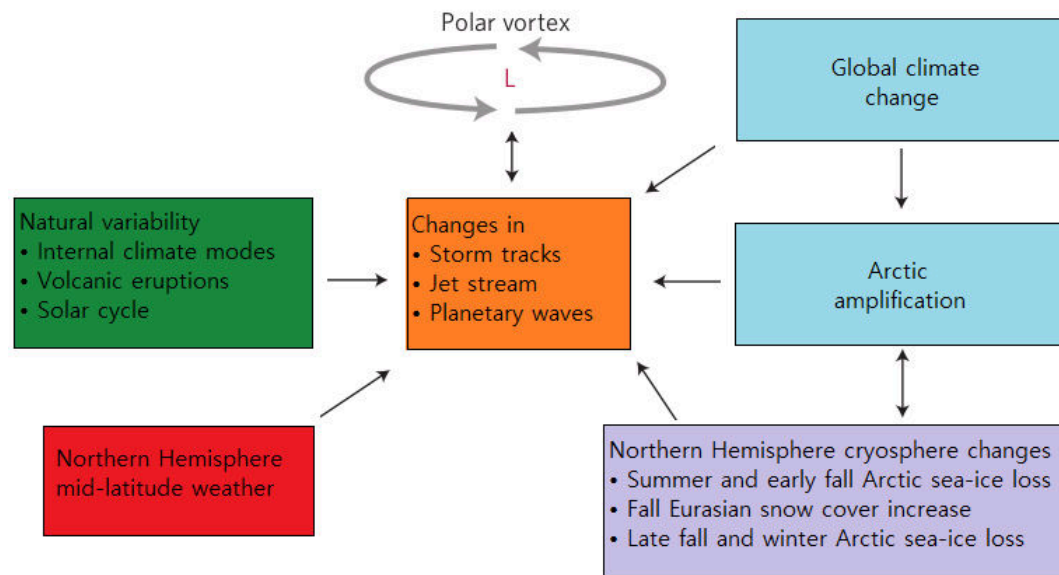 Polar vortex
L
Global climate
change
Natural variability
• Internal climate modes
• Volcanic eruptions
• Solar cycle
Changes in
• Storm tracks
• Jet stream
• Planetary waves
Arctic
amplification
Northern Hemisphere
mid-latitude weather
Northern Hemisphere cryosphere changes
• Summer and early fall Arctic sea-ice loss
• Fall Eurasian snow cover increase
• Late fall and winter Arctic sea-ice loss